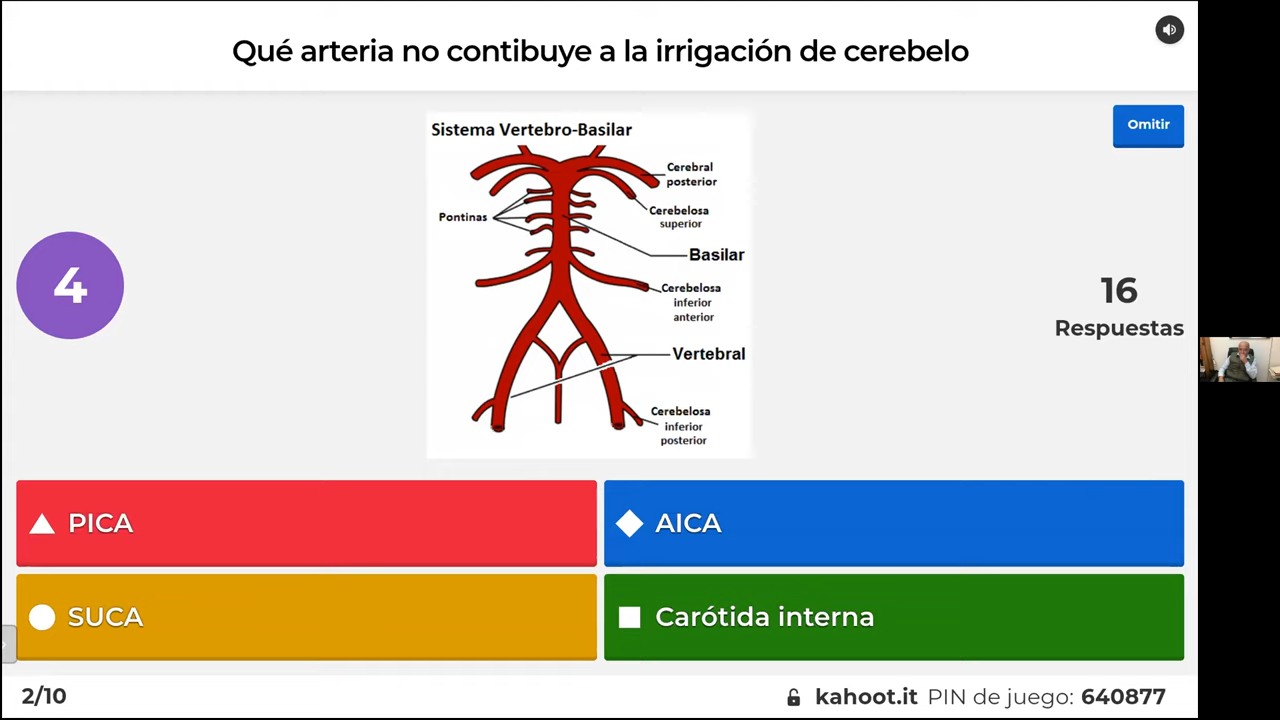 Qué arteria no contibuye a la irrigación de cerebelo
Omitir
Sistema Vertebro-Basilar
Cerebral
posterior
Cerebelosa
superior
Pontinas
Basilar
Cerebelosa
inferior
anterior
Vertebral
Cerebelosa
inferior
posterior
4
16
Respuestas
PICA
AICA
SUCA
Carótida interna
2/10
kahoot.it PIN de juego: 640877